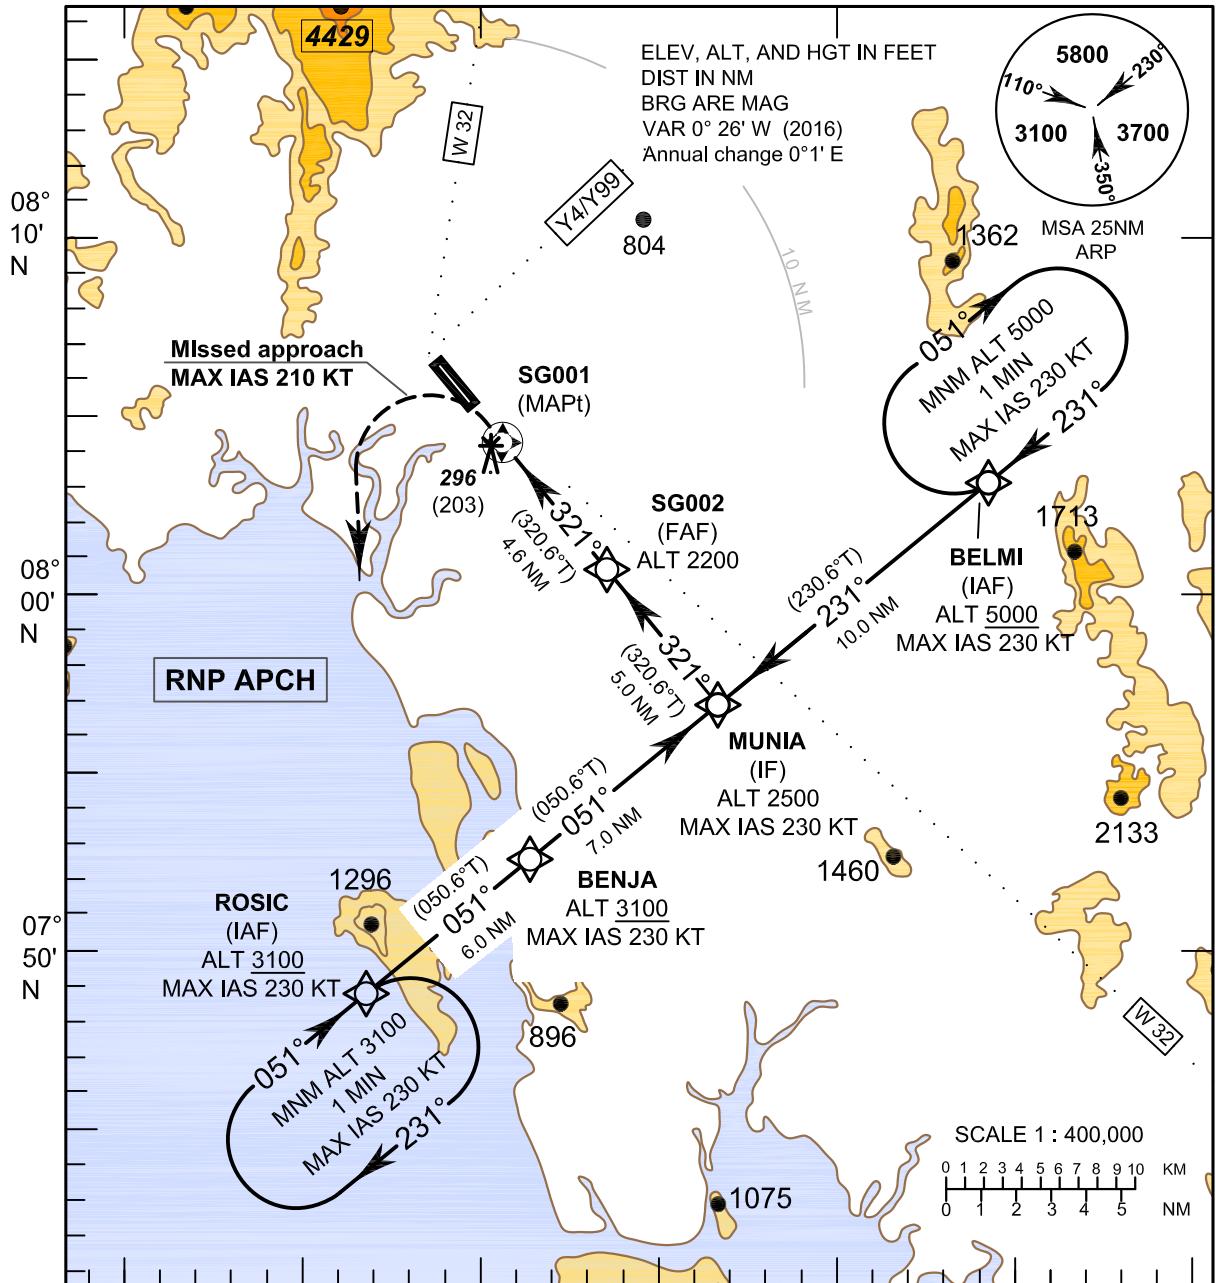 4429
ELEV, ALT, AND HGT IN FEET
DIST IN NM
BRG ARE MAG
VAR 0° 26' W (2016)
Annual change 0°1' E
5800
110°
230°
3100
3700
350°
MSA 25NM
ARP
W 32
Y4/Y99
804
10 NM
1362
08°
10'
N
MIssed approach
MAX IAS 210 KT
SG001
(MAPt)
296
(203)
051°
MNM ALT 5000
1 MIN
MAX IAS 230 KT
231°
SG002
(FAF)
ALT 2200
321°
(320.6°T)
4.6 NM
1713
BELMI
(IAF)
ALT 5000
MAX IAS 230 KT
(230.6°T)
231°
10.0 NM
08°
00'
N
RNP APCH
321°
(320.6°T)
5.0 NM
MUNIA
(IF)
ALT 2500
MAX IAS 230 KT
2133
1460
(050.6°T)
051°
7.0 NM
BENJA
ALT 3100
MAX IAS 230 KT
(050.6°T)
051°
6.0 NM
1296
ROSIC
(IAF)
ALT 3100
MAX IAS 230 KT
07°
50'
N
896
W 32
051°
MNM ALT 3100
1 MIN
MAX IAS 230 KT
231°
1075
SCALE 1 : 400,000
0 1 2 3 4 5 6 7 8 9 10 KM
0 1 2 3 4 5 NM